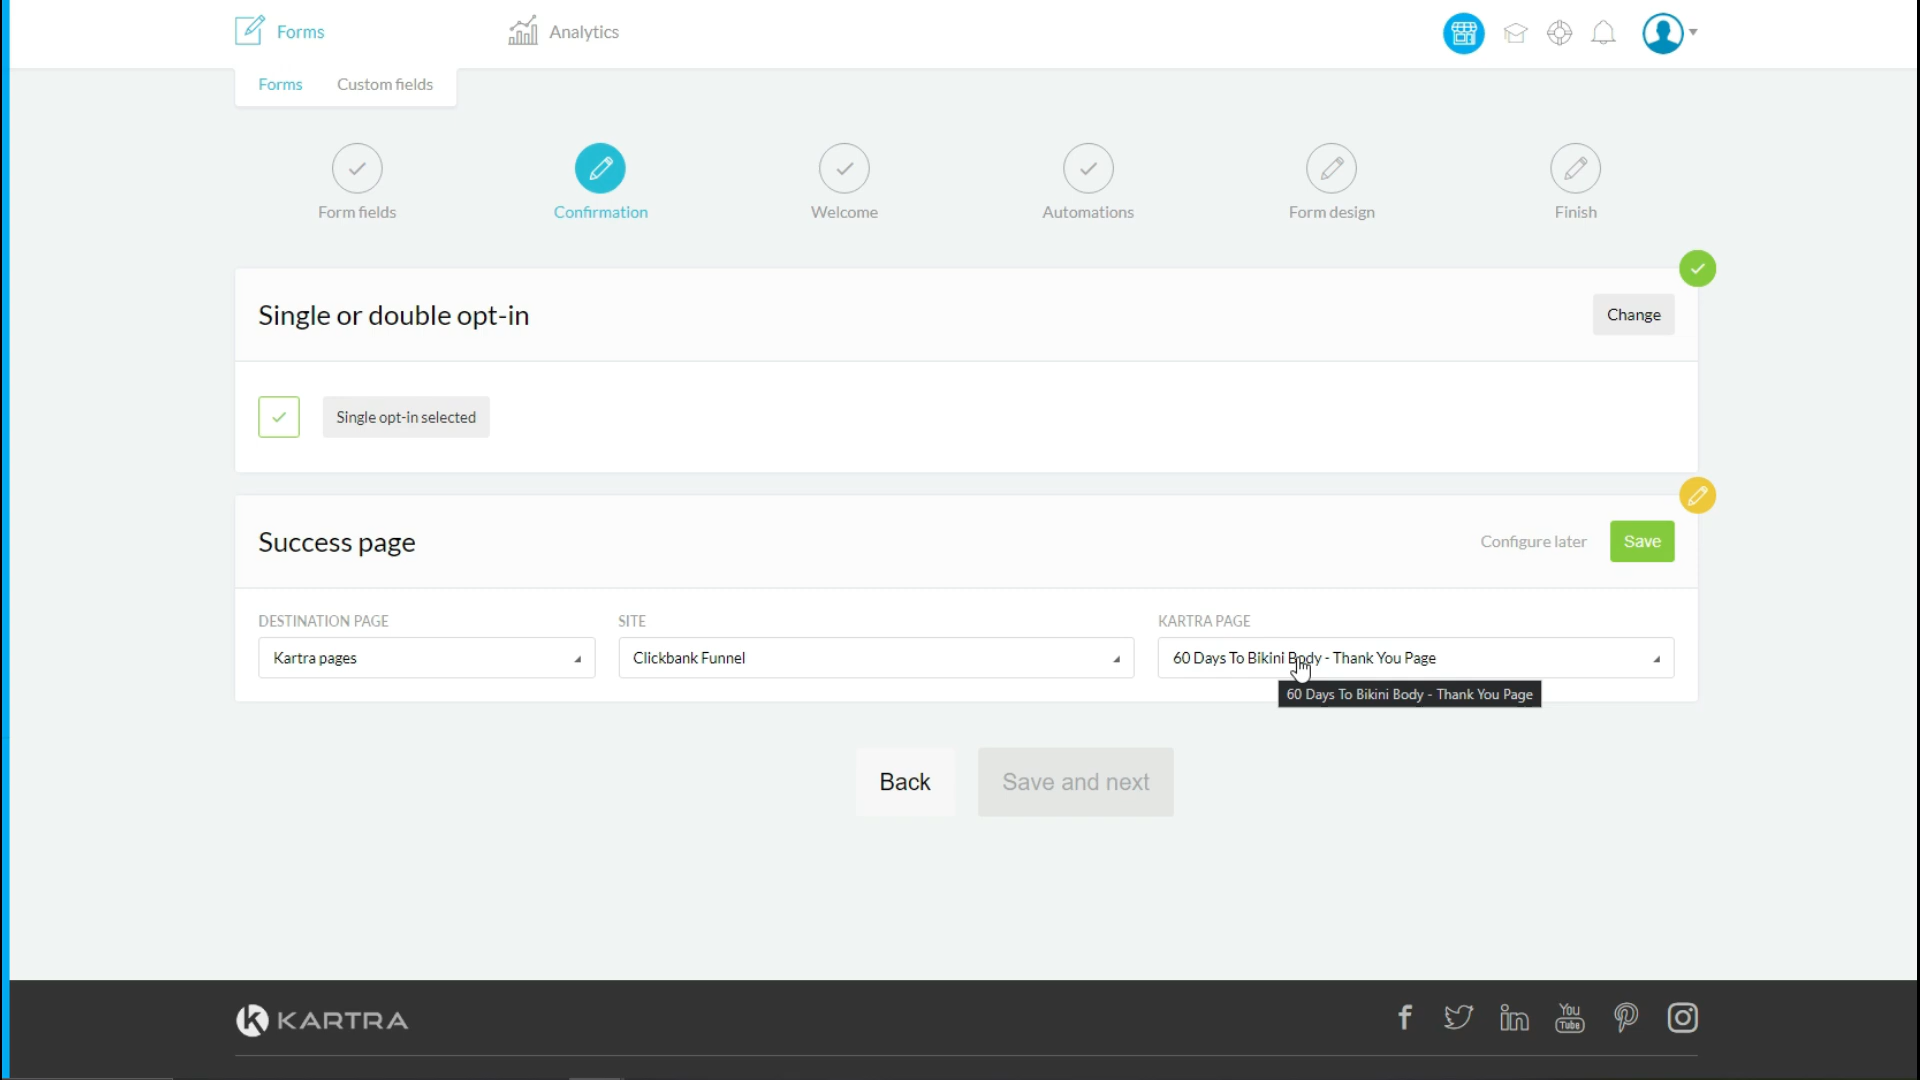 Forms
Analytics
Forms
Custom fields
Form fields
Confirmation
Welcome
Automations
Form design
Finish
Single or double opt-in
Change
Single opt-in selected
Success page
Configure later
Save
DESTINATION PAGE
SITE
KARTRA PAGE
Kartra pages
Clickbank Funnel
60 Days To Bikini Body - Thank You Page
60 Days To Bikini Body - Thank You Page
Back
Save and next
KARTRA
f
in
You
Tube